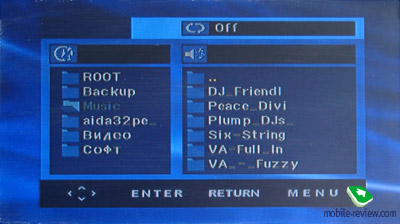 Off
ROOT
Backup
Music
aida32pe_
Видео
Софт
..
DJ_Friendl
Peace_Divi
Plump_DJs_
Six-String
VA-Full_In
VA_-_Fuzzy
ENTER RETURN MENU
mobile-review.com